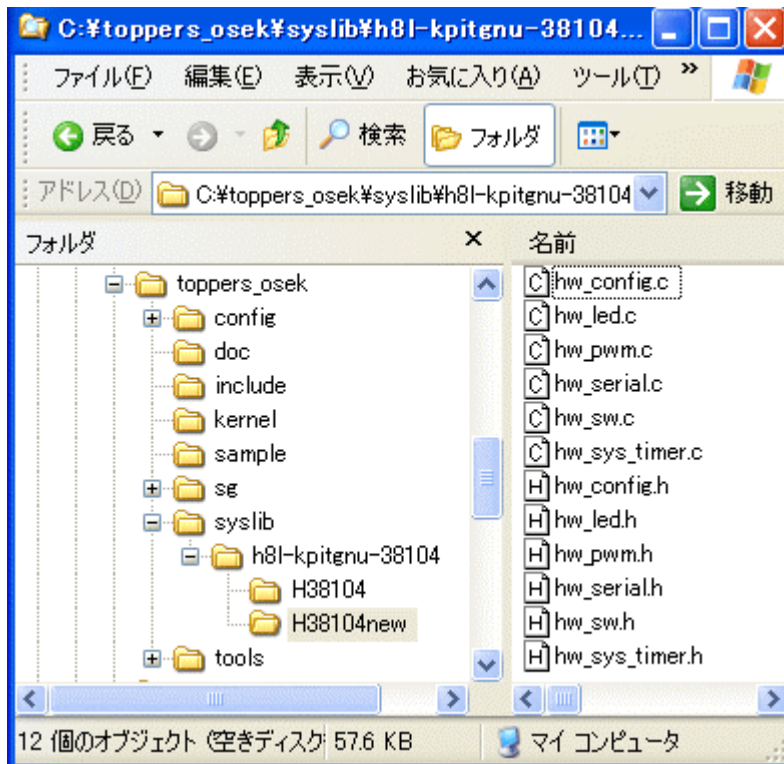 C:¥toppers_osek¥syslib¥h8l-kpitgnu-38104...
ファイル(F) 編集(E) 表示(V) お気に入り(A) ツール(T) »
戻る 検索 フォルダ
アドレス(D) C:¥toppers_osek¥syslib¥h8l-kpitgnu-38104 移動
フォルダ × 名前
toppers_osek
config
doc
include
kernel
sample
sg
syslib
h8l-kpitgnu-38104
H38104
H38104new
tools
hw_config.c
hw_led.c
hw_pwm.c
hw_serial.c
hw_sw.c
hw_sys_timer.c
hw_config.h
hw_led.h
hw_pwm.h
hw_serial.h
hw_sw.h
hw_sys_timer.h
12 個のオブジェクト (空きディスク 57.6 KB マイ コンピュータ